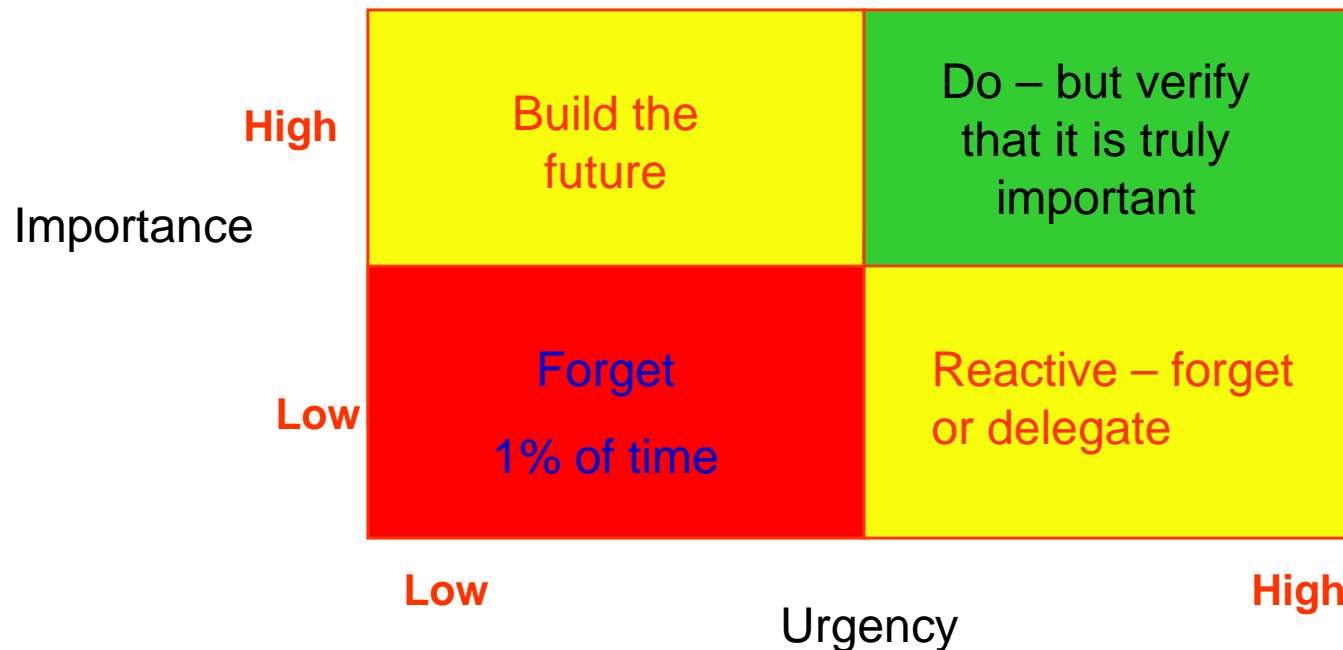 High
Build the
future
Do – but verify
that it is truly
important
Importance
Low
Forget
1% of time
Reactive – forget
or delegate
Low
High
Urgency